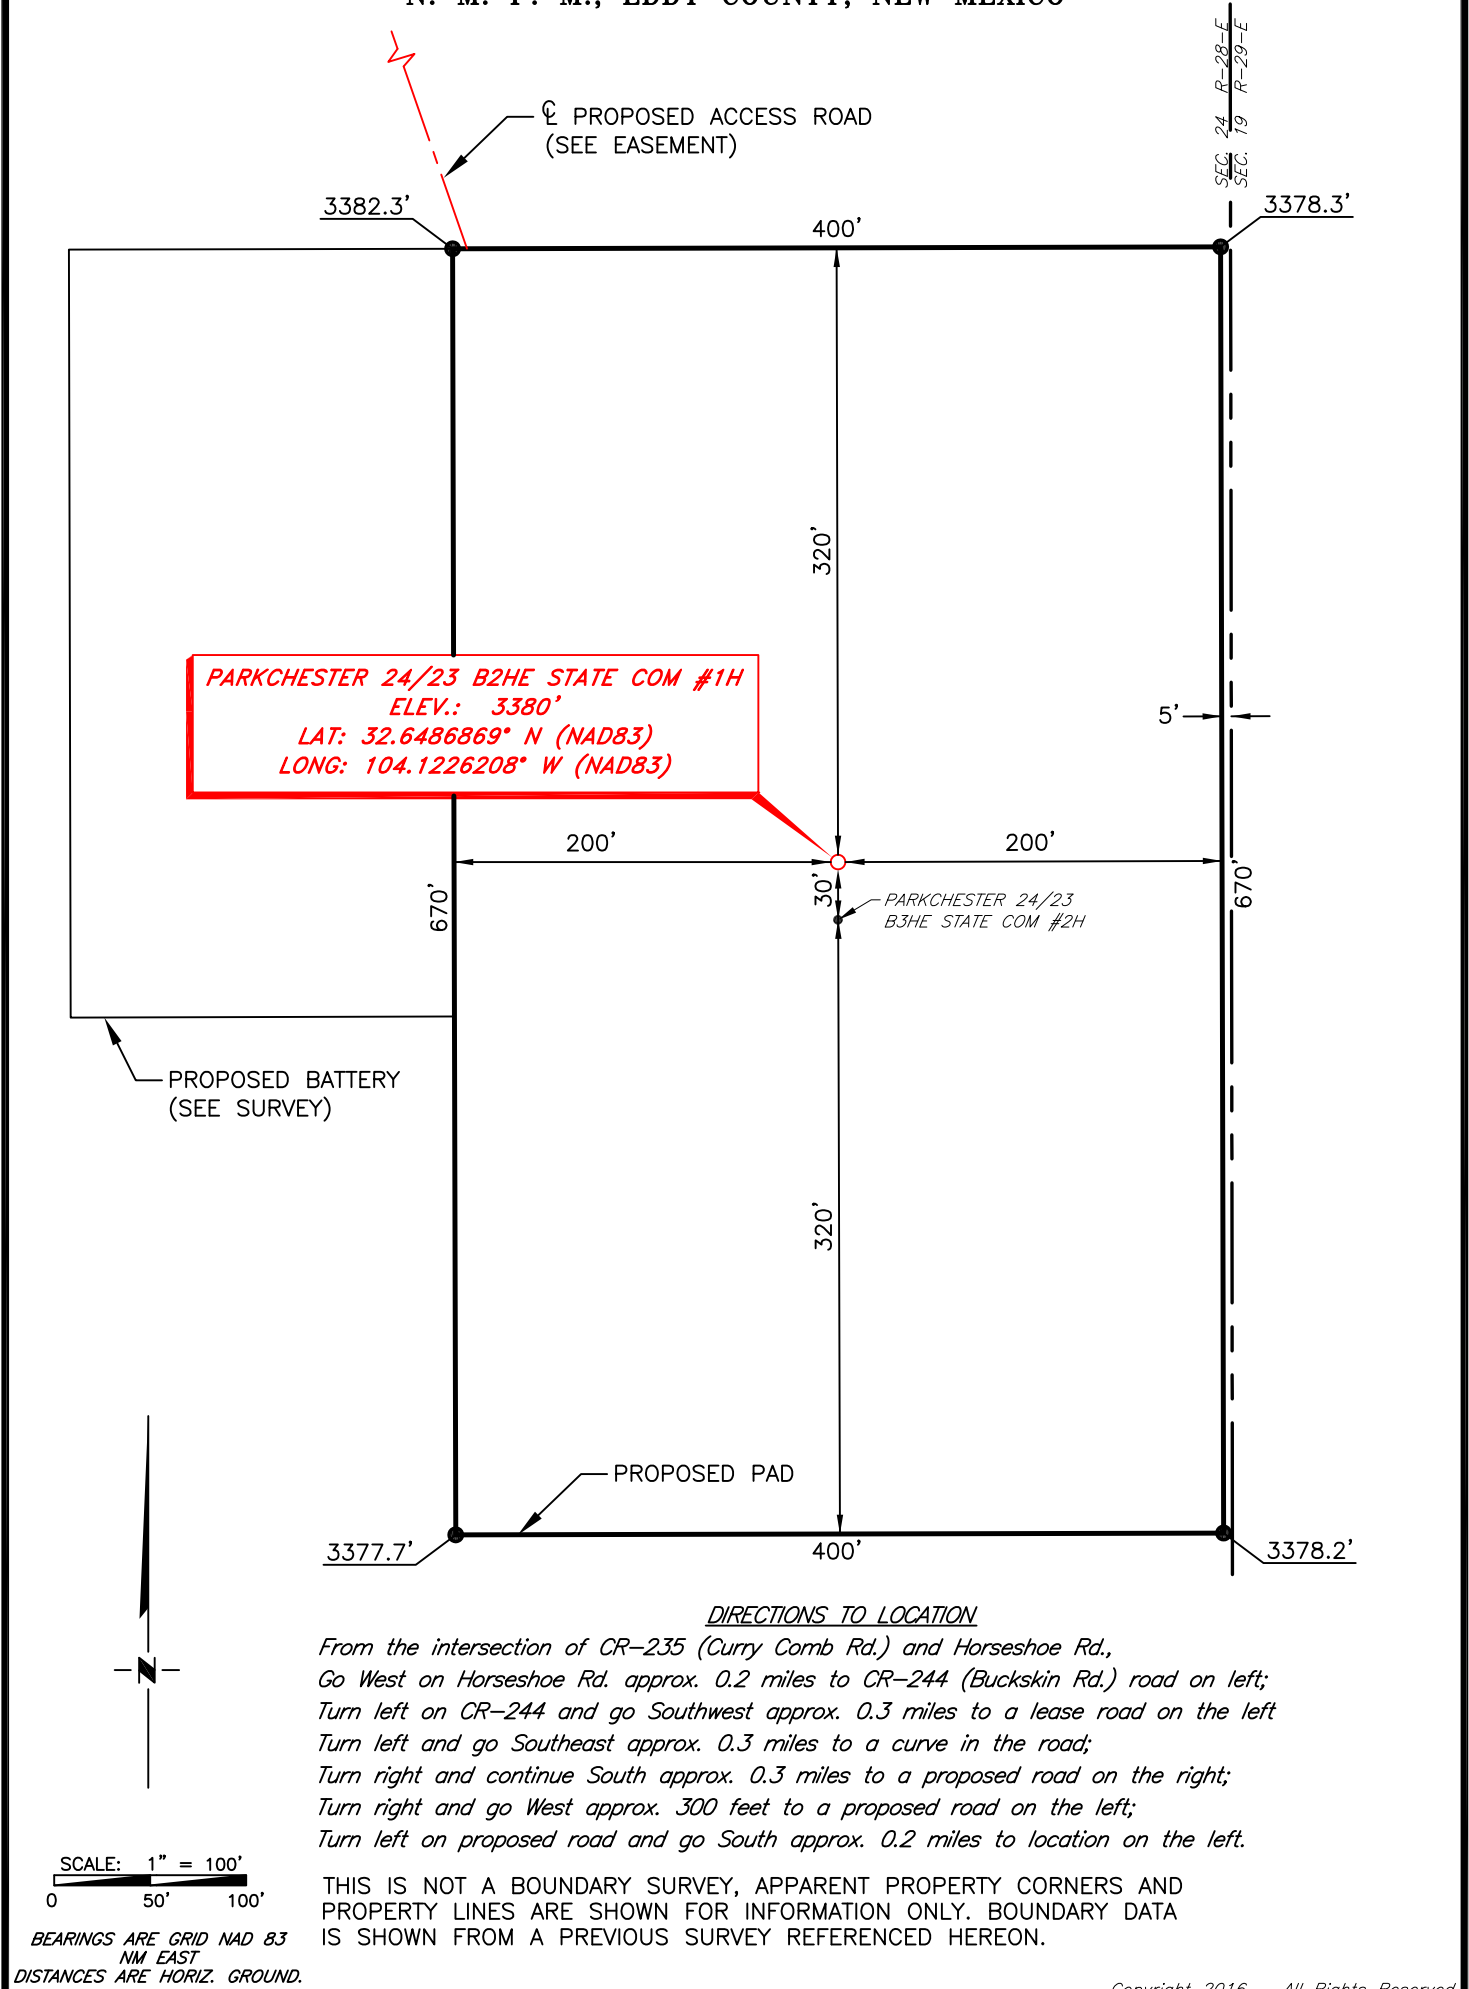 N. M. P. M., EDDY COUNTY, NEW MEXICO
SEC. 24 R-28-E
SEC. 19 R-29-E
℄ PROPOSED ACCESS ROAD
(SEE EASEMENT)
3382.3'
3378.3'
400'
320'
PARKCHESTER 24/23 B2HE STATE COM #1H
ELEV.: 3380'
LAT: 32.6486869° N (NAD83)
LONG: 104.1226208° W (NAD83)
5'
200'
200'
670'
30'
670'
PARKCHESTER 24/23
B3HE STATE COM #2H
PROPOSED BATTERY
(SEE SURVEY)
320'
PROPOSED PAD
3377.7'
400'
3378.2'
DIRECTIONS TO LOCATION
From the intersection of CR-235 (Curry Comb Rd.) and Horseshoe Rd.,
Go West on Horseshoe Rd. approx. 0.2 miles to CR-244 (Buckskin Rd.) road on left;
Turn left on CR-244 and go Southwest approx. 0.3 miles to a lease road on the left
Turn left and go Southeast approx. 0.3 miles to a curve in the road;
Turn right and continue South approx. 0.3 miles to a proposed road on the right;
Turn right and go West approx. 300 feet to a proposed road on the left;
Turn left on proposed road and go South approx. 0.2 miles to location on the left.
N
SCALE: 1" = 100'
0 50' 100'
BEARINGS ARE GRID NAD 83
NM EAST
DISTANCES ARE HORIZ. GROUND.
THIS IS NOT A BOUNDARY SURVEY, APPARENT PROPERTY CORNERS AND
PROPERTY LINES ARE SHOWN FOR INFORMATION ONLY. BOUNDARY DATA
IS SHOWN FROM A PREVIOUS SURVEY REFERENCED HEREON.
Copyright 2016 All Rights Reserved